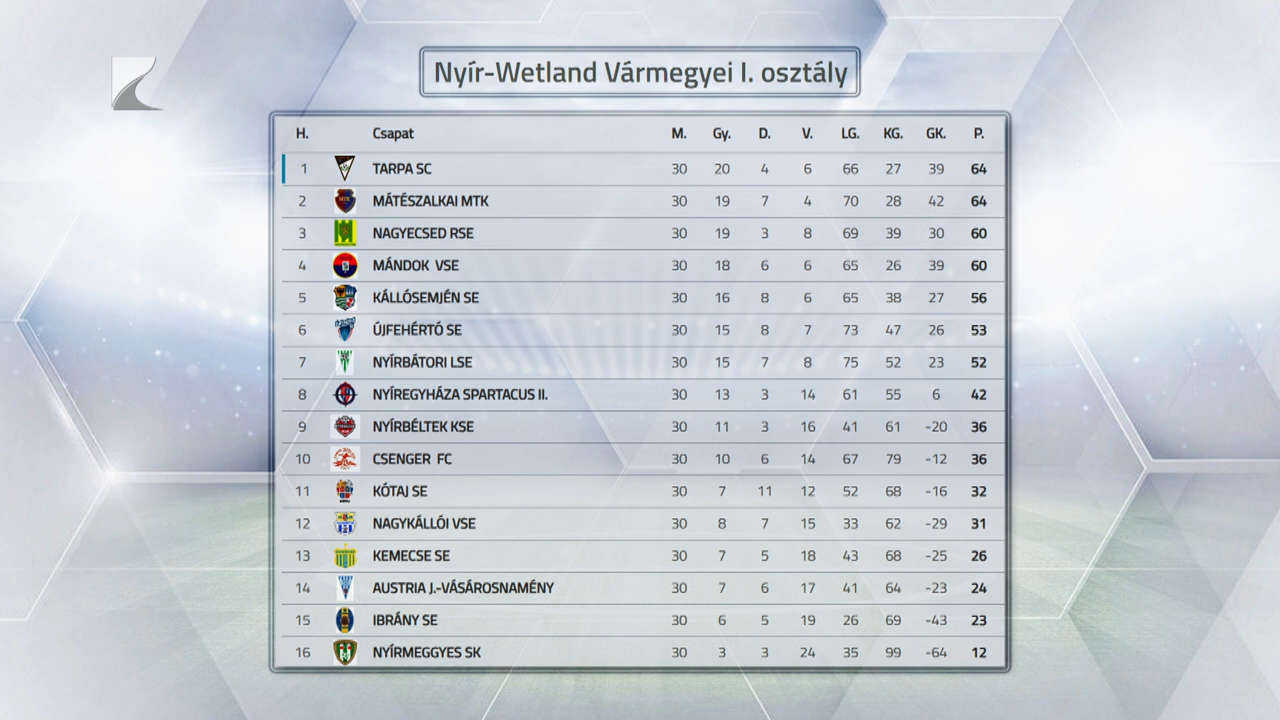 Nyír-Wetland Vármegyei I. osztály
H. Csapat M. Gy. D. V. LG. KG. GK. P.
1 TARPA SC 30 20 4 6 66 27 39 64
2 MÁTÉSZALKAI MTK 30 19 7 4 70 28 42 64
3 NAGYECSED RSE 30 19 3 8 69 39 30 60
4 MÁNDOK VSE 30 18 6 6 65 26 39 60
5 KÁLLÓSEMJÉN SE 30 16 8 6 65 38 27 56
6 ÚJFEHÉRTÓ SE 30 15 8 7 73 47 26 53
7 NYÍRBÁTORI LSE 30 15 7 8 75 52 23 52
8 NYÍREGYHÁZA SPARTACUS II. 30 13 3 14 61 55 6 42
9 NYÍRBÉLTEK KSE 30 11 3 16 41 61 -20 36
10 CSENGER FC 30 10 6 14 67 79 -12 36
11 KÓTAJ SE 30 7 11 12 52 68 -16 32
12 NAGYKÁLLÓI VSE 30 8 7 15 33 62 -29 31
13 KEMECSE SE 30 7 5 18 43 68 -25 26
14 AUSTRIA J.-VÁSÁROSNAMÉNY 30 7 6 17 41 64 -23 24
15 IBRÁNY SE 30 6 5 19 26 69 -43 23
16 NYÍRMEGGYES SK 30 3 3 24 35 99 -64 12